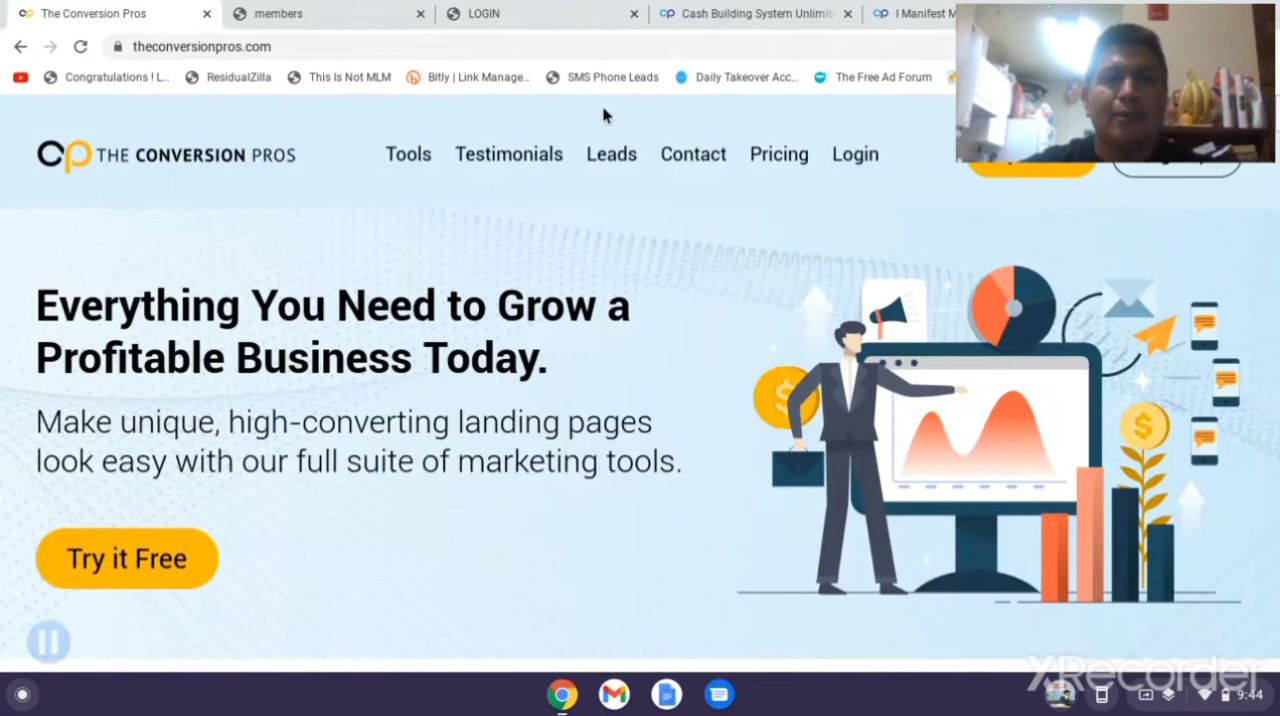 The Conversion Pros
members
LOGIN
Cash Building System Unlimit
I Manifest M
theconversionpros.com
Congratulations ! L...
ResidualZilla
This Is Not MLM
Bitly | Link Manage...
SMS Phone Leads
Daily Takeover Acc...
The Free Ad Forum
cp THE CONVERSION PROS
Tools
Testimonials
Leads
Contact
Pricing
Login
Everything You Need to Grow a
Profitable Business Today.
Make unique, high-converting landing pages
look easy with our full suite of marketing tools.
Try it Free
XRecorder
9:44